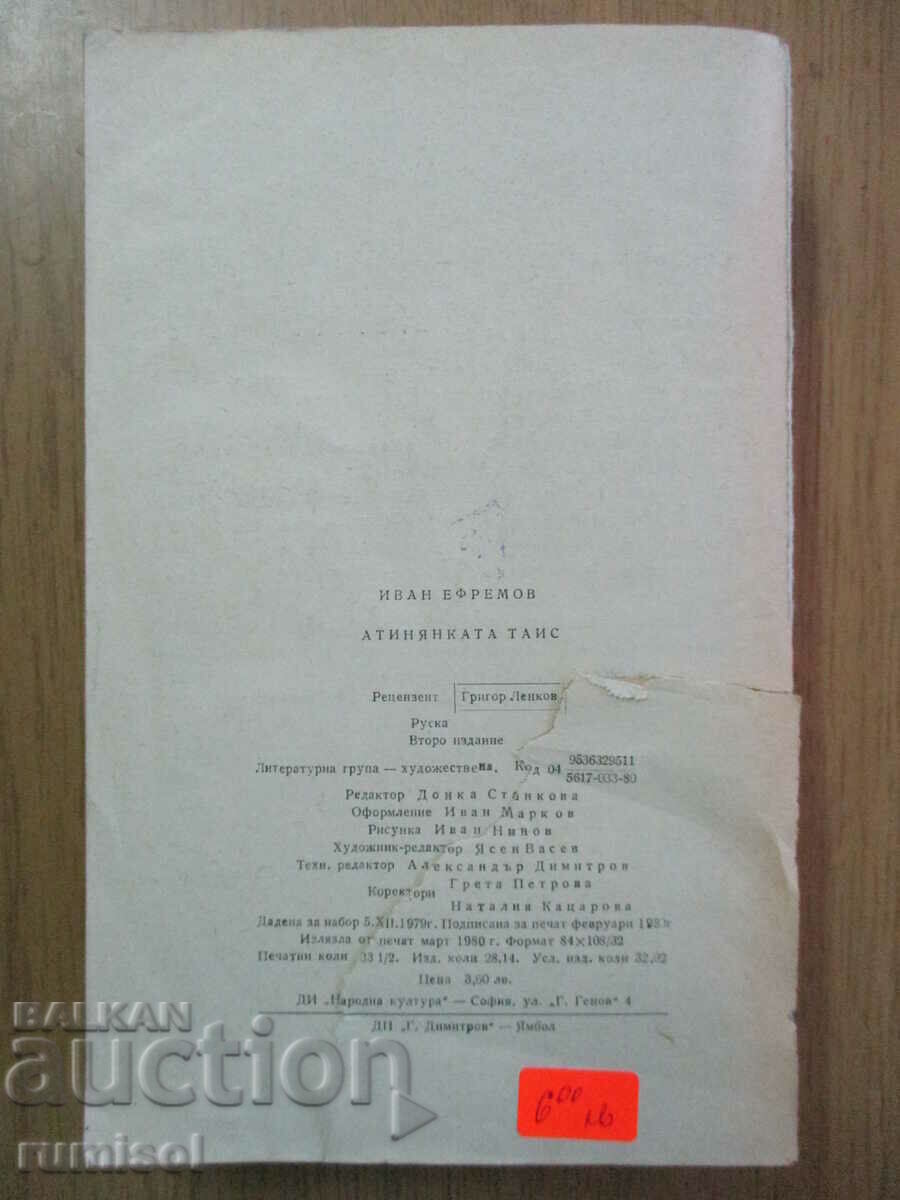 ИВАН ЕФРЕМОВ
АТИНЯНКАТА ТАИС
Рецензент Григор Ленков
Руска
Второ издание
Литературна група — художествена. Код 04 9536329511
5617-033-80
Редактор Донка Станкова
Оформление Иван Марков
Рисунка Иван Нинов
Художник-редактор Ясен Васев
Техн. редактор Александър Димитров
Коректори Грета Петрова
Наталия Кацарова
Дадена за набор 5.XII.1979г. Подписана за печат февруари
Излязла от печат март 1980 г. Формат 84×108/32
Печатни коли 33 1/2. Изд. коли 28,14. Усл. изд. коли 32,92
Цена 3,60 лв.
ДИ „Народна култура" — София, ул. „Г. Генов" 4
ДП „Г. Димитров" — Ямбол
6⁰⁰ лв
BALKAN
auction
rumisol